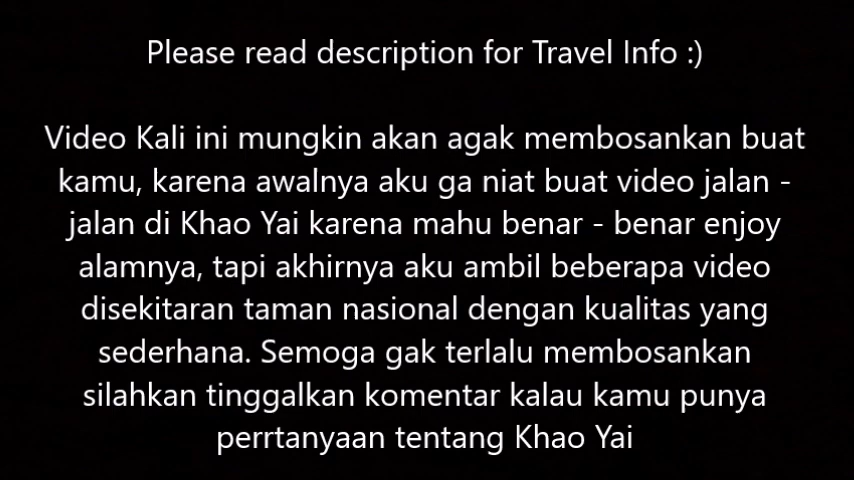 Please read description for Travel Info :)
Video Kali ini mungkin akan agak membosankan buat
kamu, karena awalnya aku ga niat buat video jalan -
jalan di Khao Yai karena mahu benar - benar enjoy
alamnya, tapi akhirnya aku ambil beberapa video
disekitaran taman nasional dengan kualitas yang
sederhana. Semoga gak terlalu membosankan
silahkan tinggalkan komentar kalau kamu punya
perrtanyaan tentang Khao Yai